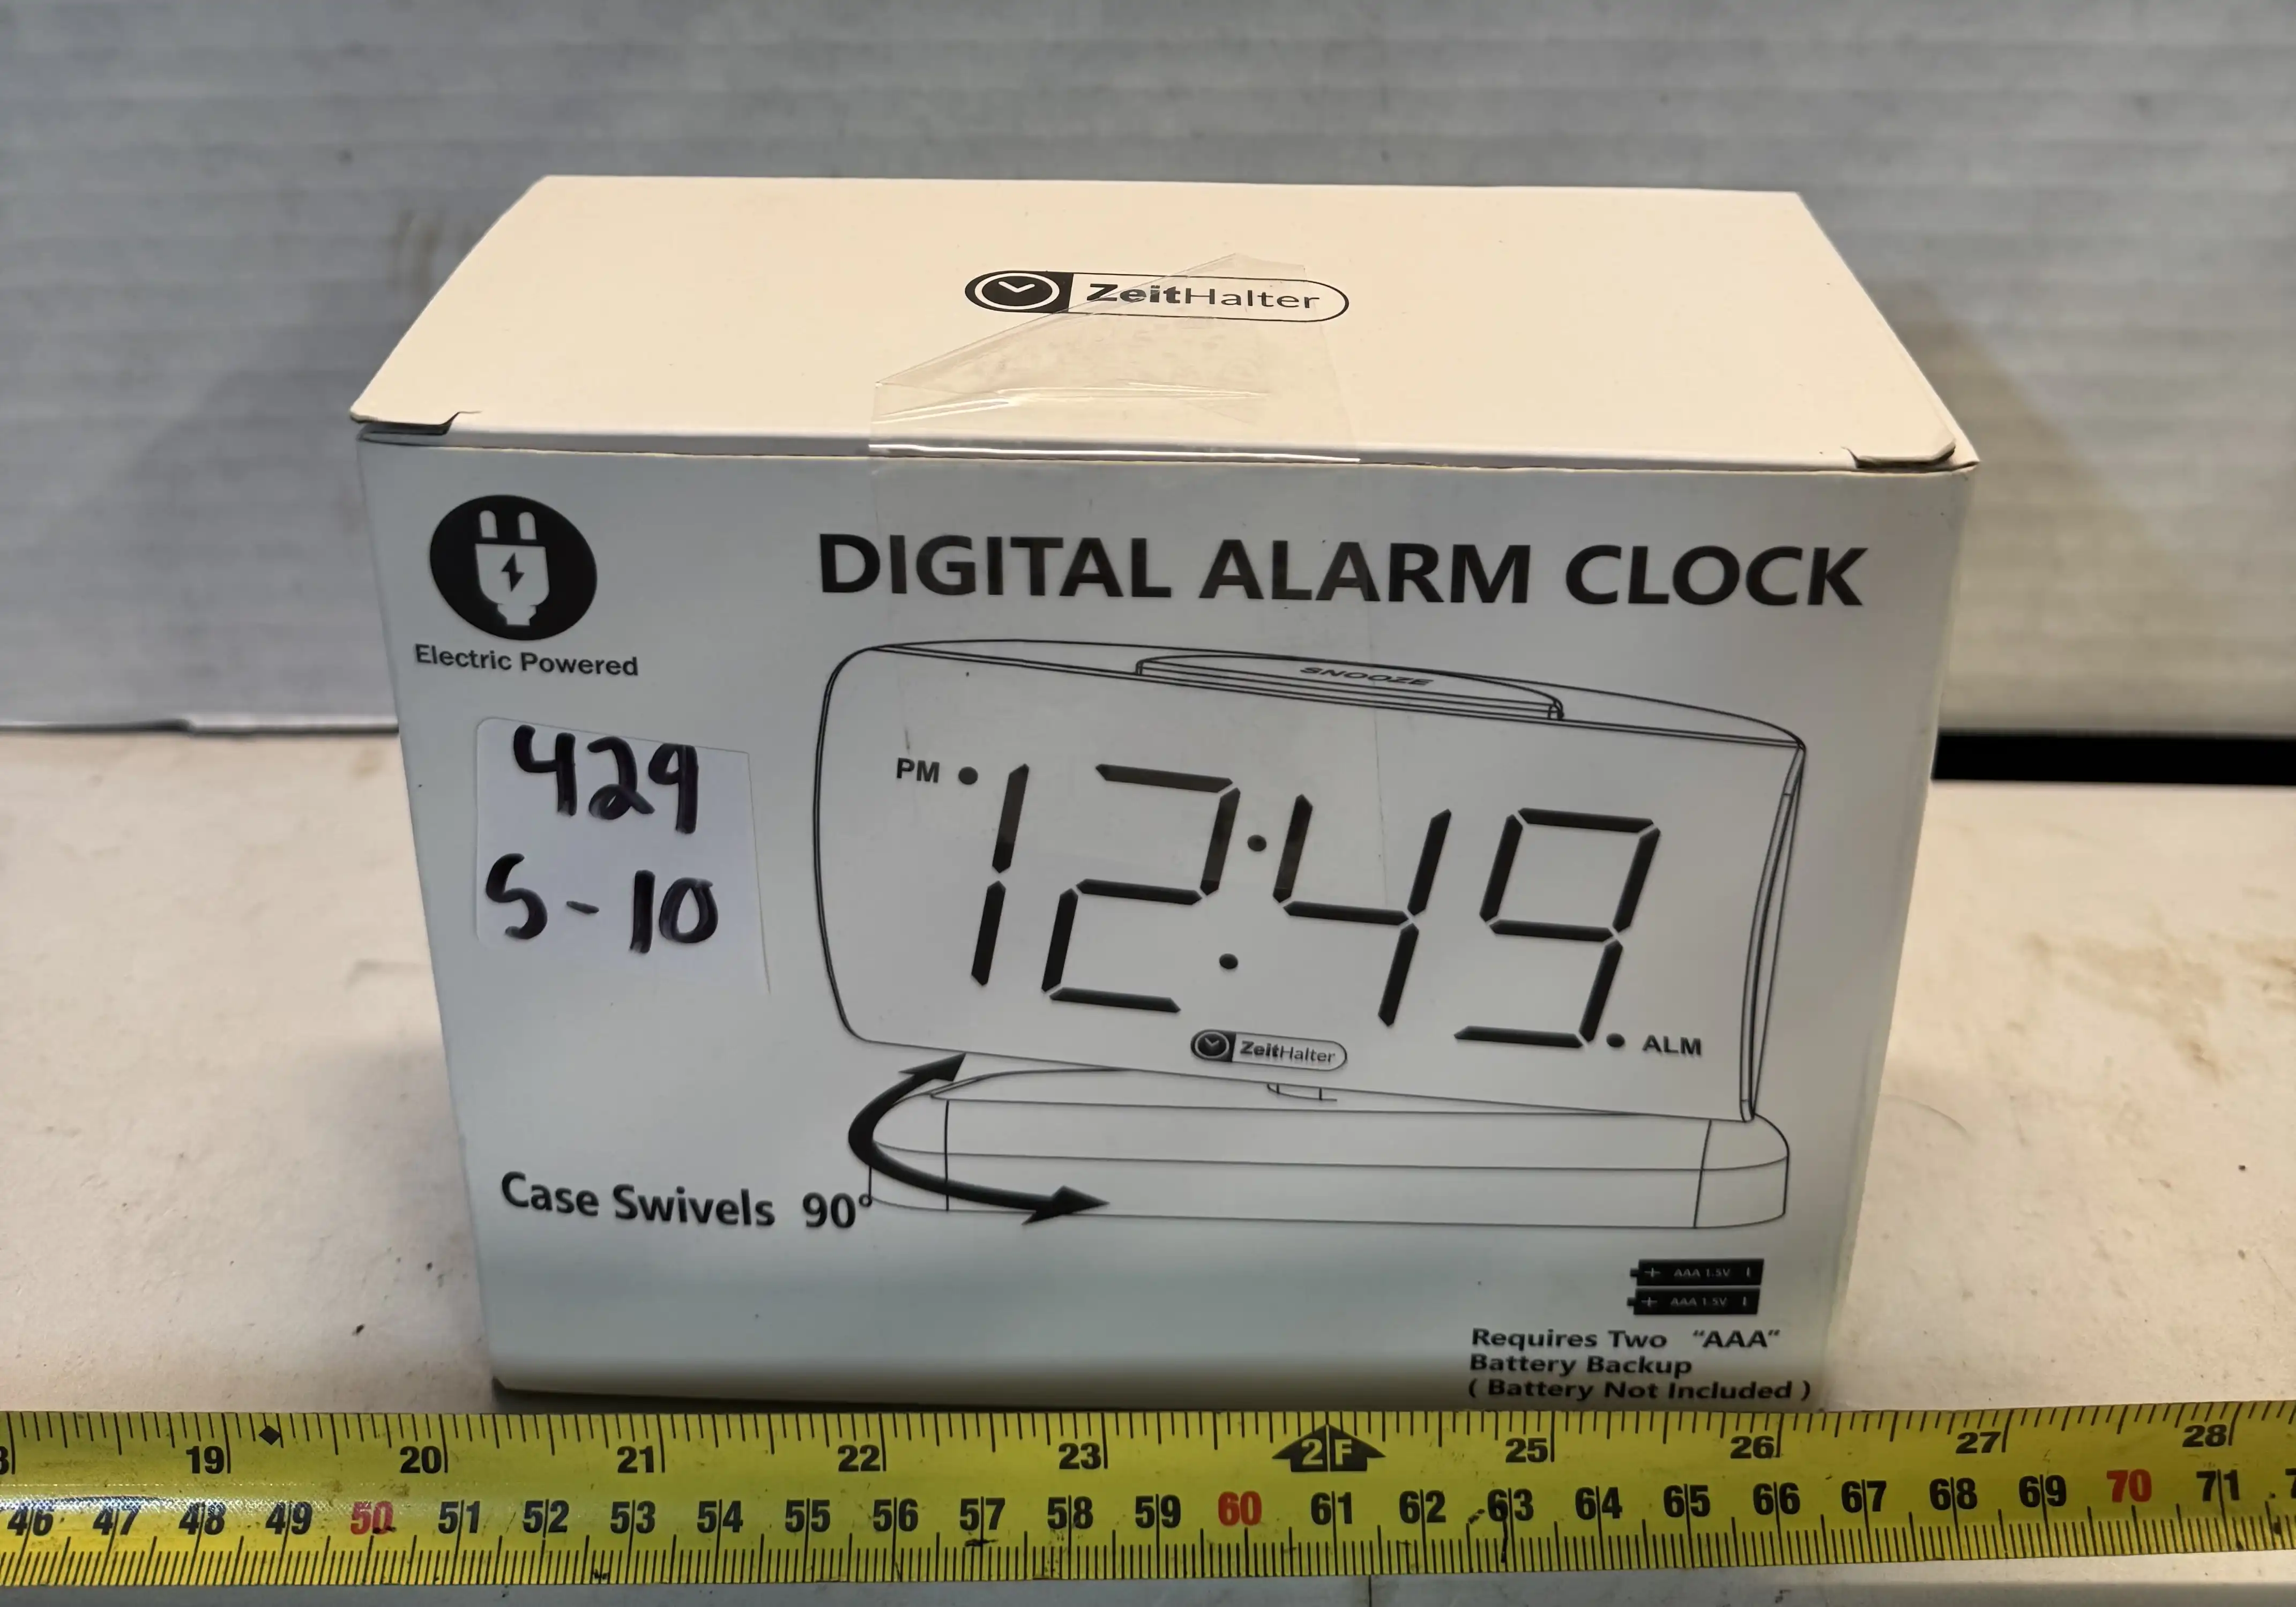 ZeitHalter
DIGITAL ALARM CLOCK
Electric Powered
SNOOZE
429
S-10
PM
12:49
ALM
ZeitHalter
Case Swivels 90°
+ AAA 1.5V -
+ AAA 1.5V -
Requires Two "AAA"
Battery Backup
( Battery Not Included )
19 20 21 22 23 2F 25 26 27 28
46 47 48 49 50 51 52 53 54 55 56 57 58 59 60 61 62 63 64 65 66 67 68 69 70 71